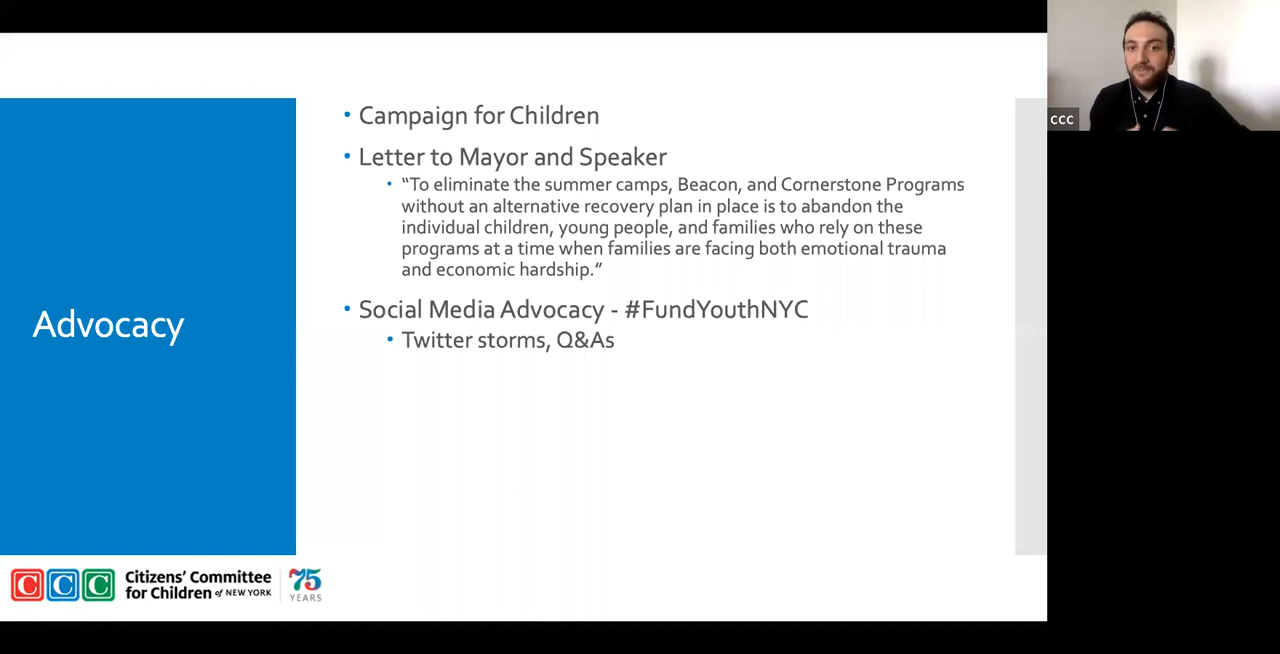 • Campaign for Children
• Letter to Mayor and Speaker
• “To eliminate the summer camps, Beacon, and Cornerstone Programs
without an alternative recovery plan in place is to abandon the
individual children, young people, and families who rely on these
programs at a time when families are facing both emotional trauma
and economic hardship.”
• Social Media Advocacy - #FundYouthNYC
• Twitter storms, Q&As
Advocacy
CCC Citizens’ Committee
for Children of NEW YORK
75
YEARS
CCC